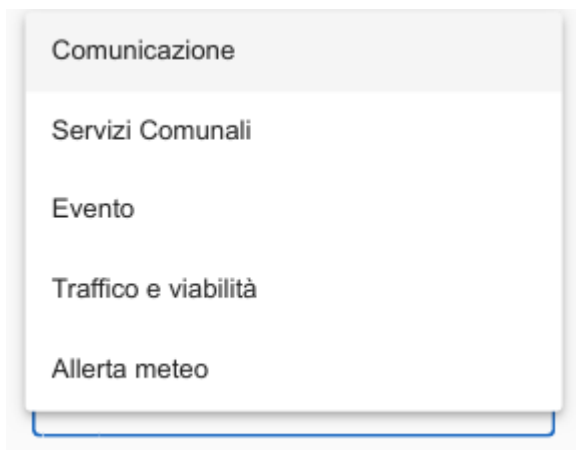 Comunicazione
Servizi Comunali
Evento
Traffico e viabilità
Allerta meteo